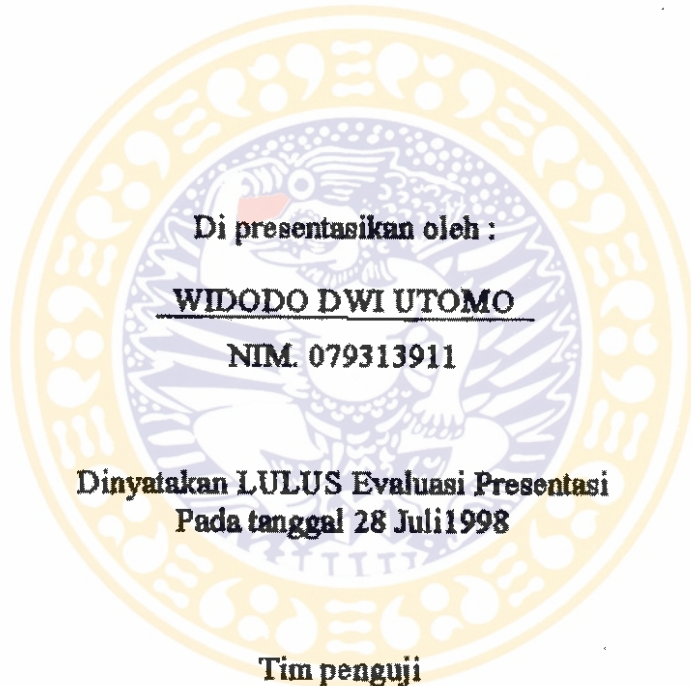 Di presentasikan oleh :
WIDODO DWI UTOMO
NIM. 079313911
Dinyatakan LULUS Evaluasi Presentasi
Pada tanggal 28 Juli1998
Tim penguji